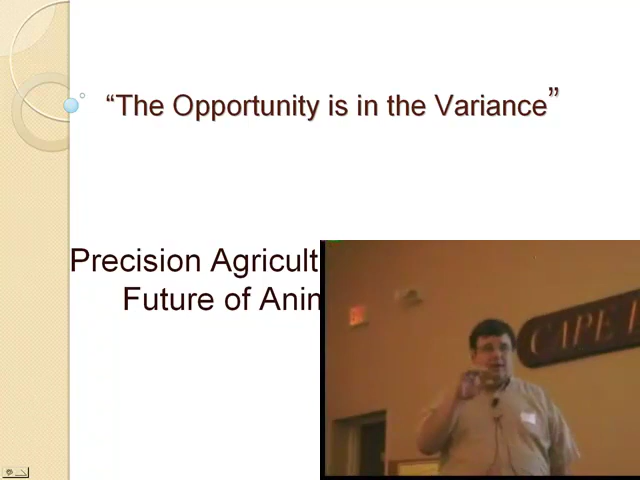 “The Opportunity is in the Variance”
Precision Agricult
Future of Anim
CAPE